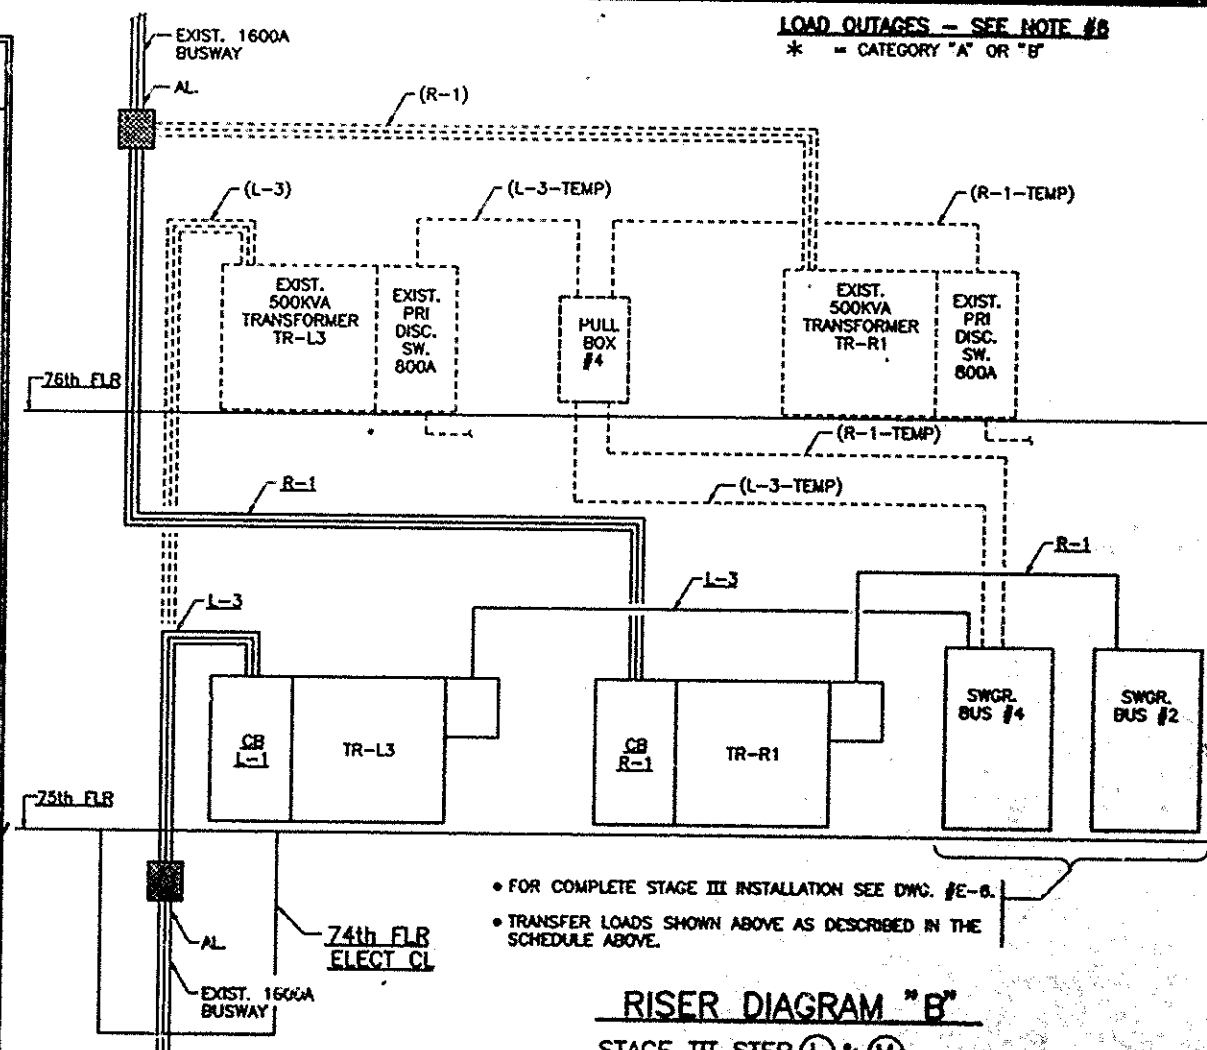 LOAD OUTAGES - SEE NOTE #8
* = CATEGORY "A" OR "B"
EXIST. 1600A
BUSWAY
AL.
(R-1)
(L-3)
(L-3-TEMP)
(R-1-TEMP)
EXIST.
500KVA
TRANSFORMER
TR-L3
EXIST.
PRI
DISC.
SW.
800A
PULL
BOX
#4
EXIST.
500KVA
TRANSFORMER
TR-R1
EXIST.
PRI
DISC.
SW.
800A
76th FLR
(R-1-TEMP)
(L-3-TEMP)
R-1
R-1
L-3
L-3
CB
L-1
TR-L3
CB
R-1
TR-R1
SWGR.
BUS #4
SWGR.
BUS #2
75th FLR
• FOR COMPLETE STAGE III INSTALLATION SEE DWG. #E-6.
• TRANSFER LOADS SHOWN ABOVE AS DESCRIBED IN THE
SCHEDULE ABOVE.
AL.
74th FLR
ELECT CL
EXIST. 1600A
BUSWAY
RISER DIAGRAM "B"
STAGE III STEP